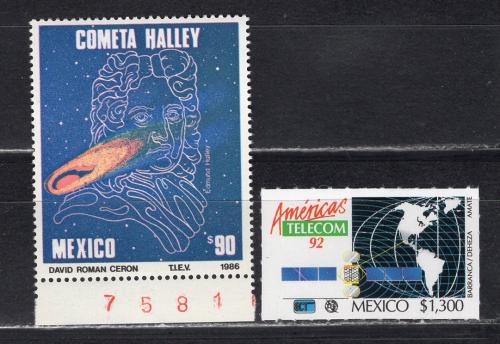 COMETA HALLEY
Edmund Halley
MEXICO
$90
DAVID ROMAN CERON T.I.E.V. 1986
7 5 8 1
Américas
TELECOM
92
BARRANCA / DEHEZA AMATE
SCT
MEXICO $1,300